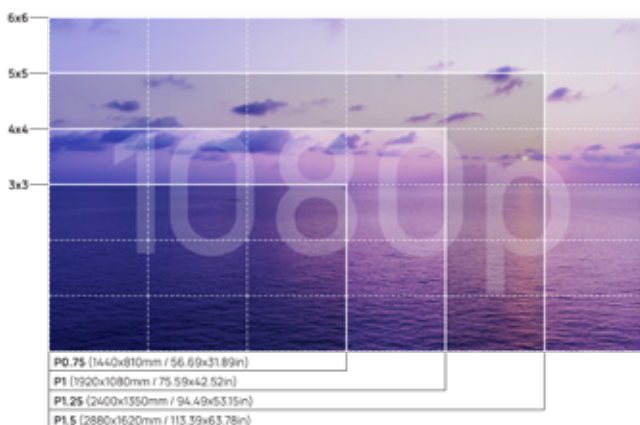 6x6
5x5
4x4
3x3
1080p
P0.75 (1440x810mm / 56.69x31.89in)
P1 (1920x1080mm / 75.59x42.52in)
P1.25 (2400x1350mm / 94.49x53.15in)
P1.5 (2880x1620mm / 113.39x63.78in)